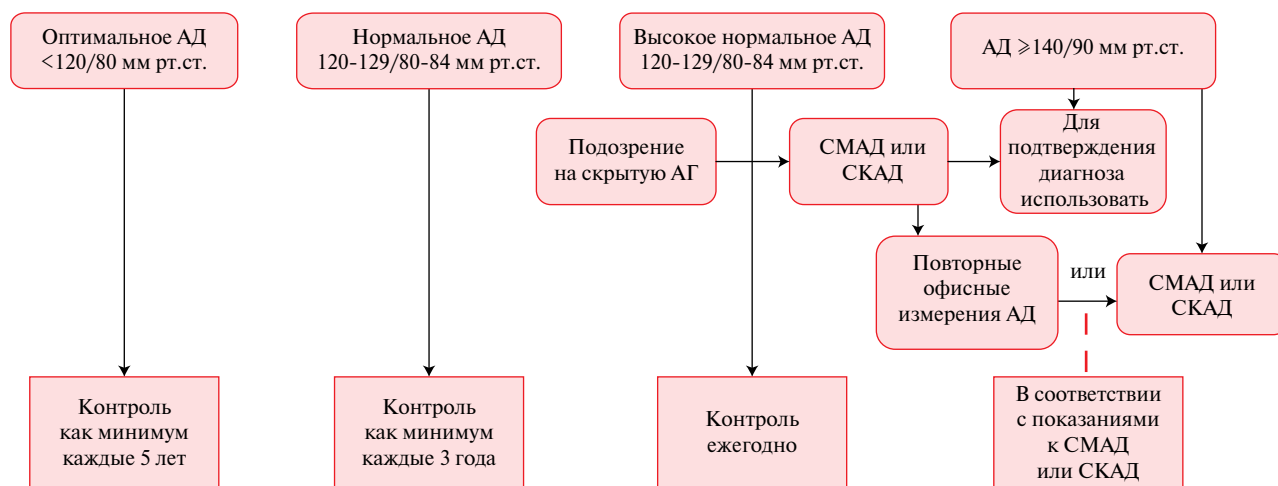 Оптимальное АД
<120/80 мм рт.ст.
Нормальное АД
120-129/80-84 мм рт.ст.
Высокое нормальное АД
120-129/80-84 мм рт.ст.
АД ⩾140/90 мм рт.ст.
Подозрение
на скрытую АГ
СМАД или
СКАД
Для
подтверждения
диагноза
использовать
Повторные
офисные
измерения АД
или
СМАД или
СКАД
Контроль
как минимум
каждые 5 лет
Контроль
как минимум
каждые 3 года
Контроль
ежегодно
В соответствии
с показаниями
к СМАД
или СКАД